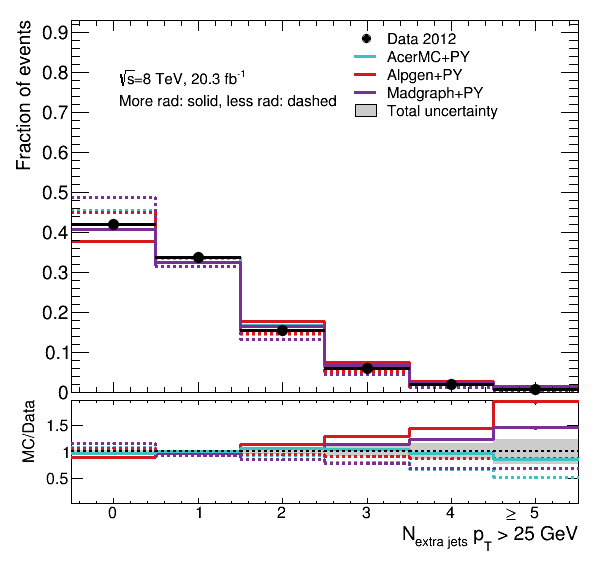 Fraction of events
0.9
0.8
0.7
0.6
0.5
0.4
0.3
0.2
0.1
0
√s=8 TeV, 20.3 fb⁻¹
More rad: solid, less rad: dashed
Data 2012
AcerMC+PY
Alpgen+PY
Madgraph+PY
Total uncertainty
MC/Data
1.5
1
0.5
0 1 2 3 4 ≥ 5
N extra jets p T > 25 GeV